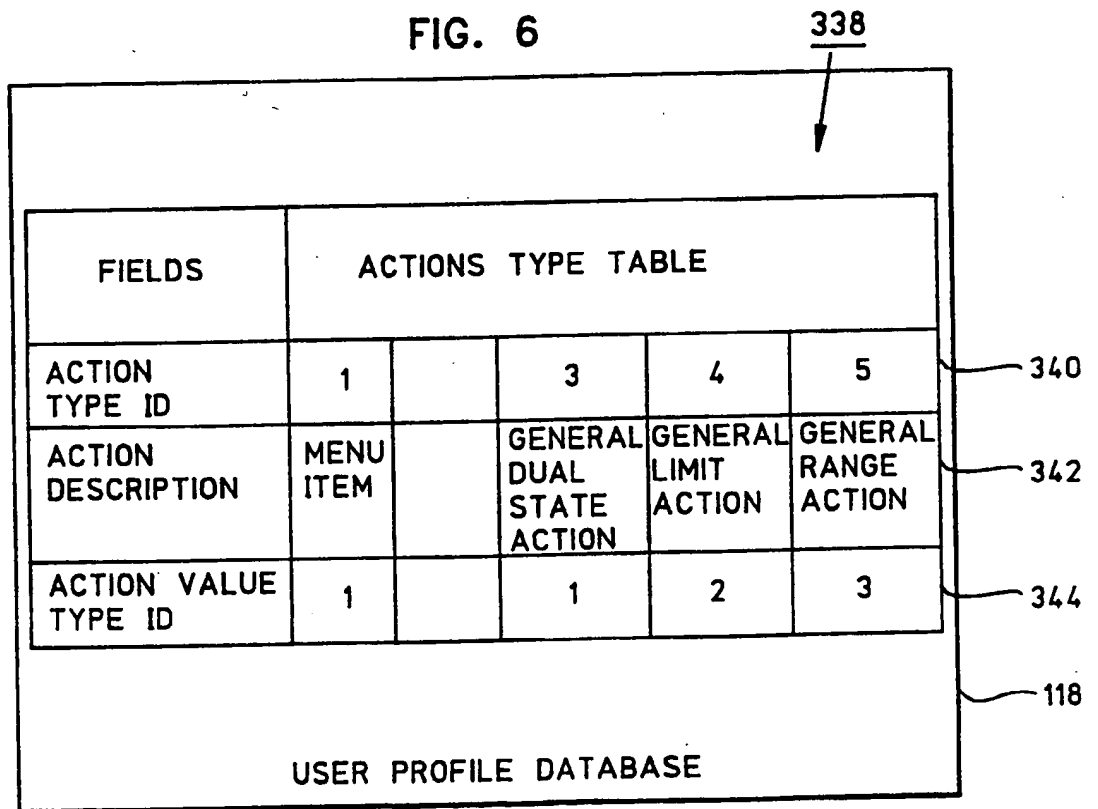 FIG. 6
338
FIELDS
ACTIONS TYPE TABLE
ACTION
TYPE ID
1
3
4
5
340
ACTION
DESCRIPTION
MENU
ITEM
GENERAL
DUAL
STATE
ACTION
GENERAL
LIMIT
ACTION
GENERAL
RANGE
ACTION
342
ACTION VALUE
TYPE ID
1
1
2
3
344
118
USER PROFILE DATABASE